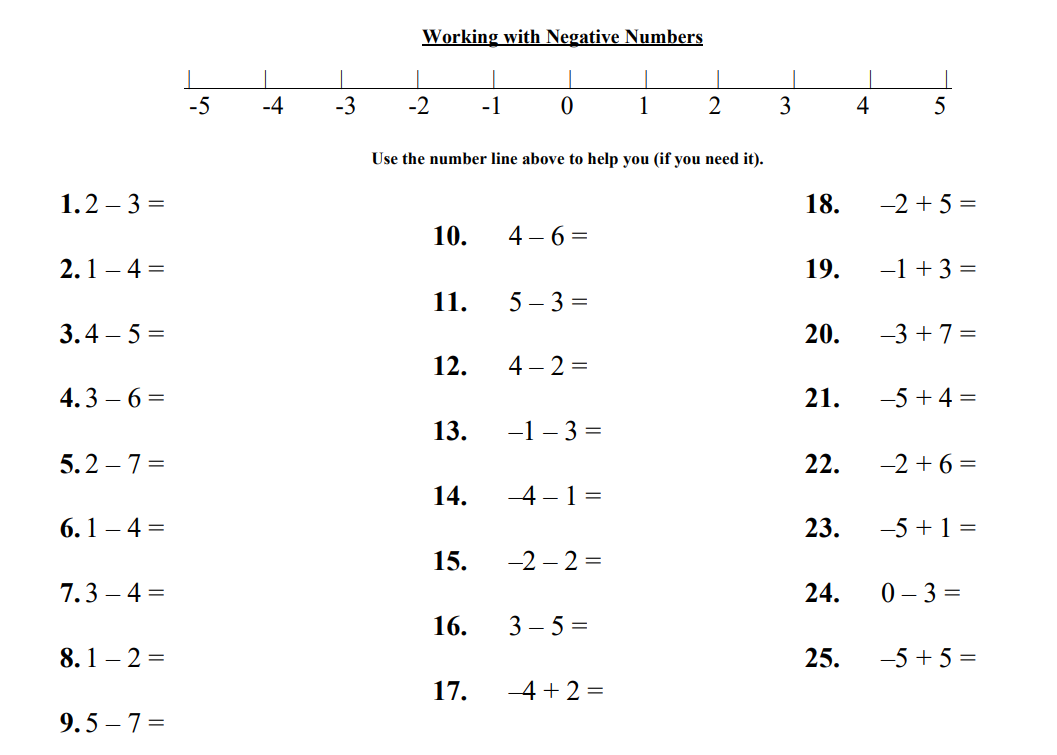 Working with Negative Numbers
-5 -4 -3 -2 -1 0 1 2 3 4 5
Use the number line above to help you (if you need it).
1. 2 – 3 =
2. 1 – 4 =
3. 4 – 5 =
4. 3 – 6 =
5. 2 – 7 =
6. 1 – 4 =
7. 3 – 4 =
8. 1 – 2 =
9. 5 – 7 =
10. 4 – 6 =
11. 5 – 3 =
12. 4 – 2 =
13. –1 – 3 =
14. –4 – 1 =
15. –2 – 2 =
16. 3 – 5 =
17. –4 + 2 =
18. –2 + 5 =
19. –1 + 3 =
20. –3 + 7 =
21. –5 + 4 =
22. –2 + 6 =
23. –5 + 1 =
24. 0 – 3 =
25. –5 + 5 =